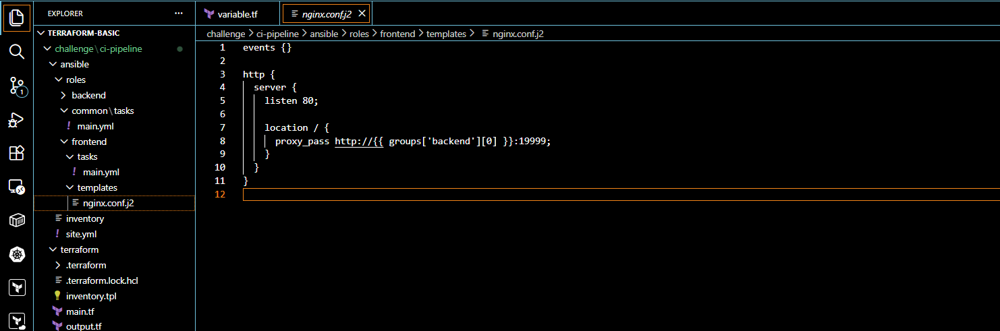 EXPLORER ...
TERRAFORM-BASIC
challenge\ci-pipeline
ansible
roles
backend
common\tasks
! main.yml
frontend
tasks
! main.yml
templates
nginx.conf.j2
inventory
! site.yml
terraform
.terraform
.terraform.lock.hcl
inventory.tpl
main.tf
output.tf
1
variable.tf
nginx.conf.j2 ×
challenge > ci-pipeline > ansible > roles > frontend > templates > nginx.conf.j2
1 events {}
2
3 http {
4   server {
5     listen 80;
6
7     location / {
8       proxy_pass http://{{ groups['backend'][0] }}:19999;
9     }
10   }
11 }
12